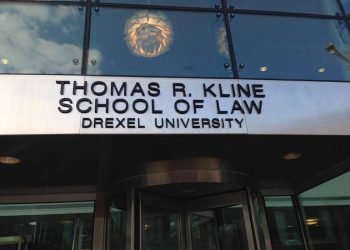 THOMAS R. KLINE
SCHOOL OF LAW
DREXEL UNIVERSITY